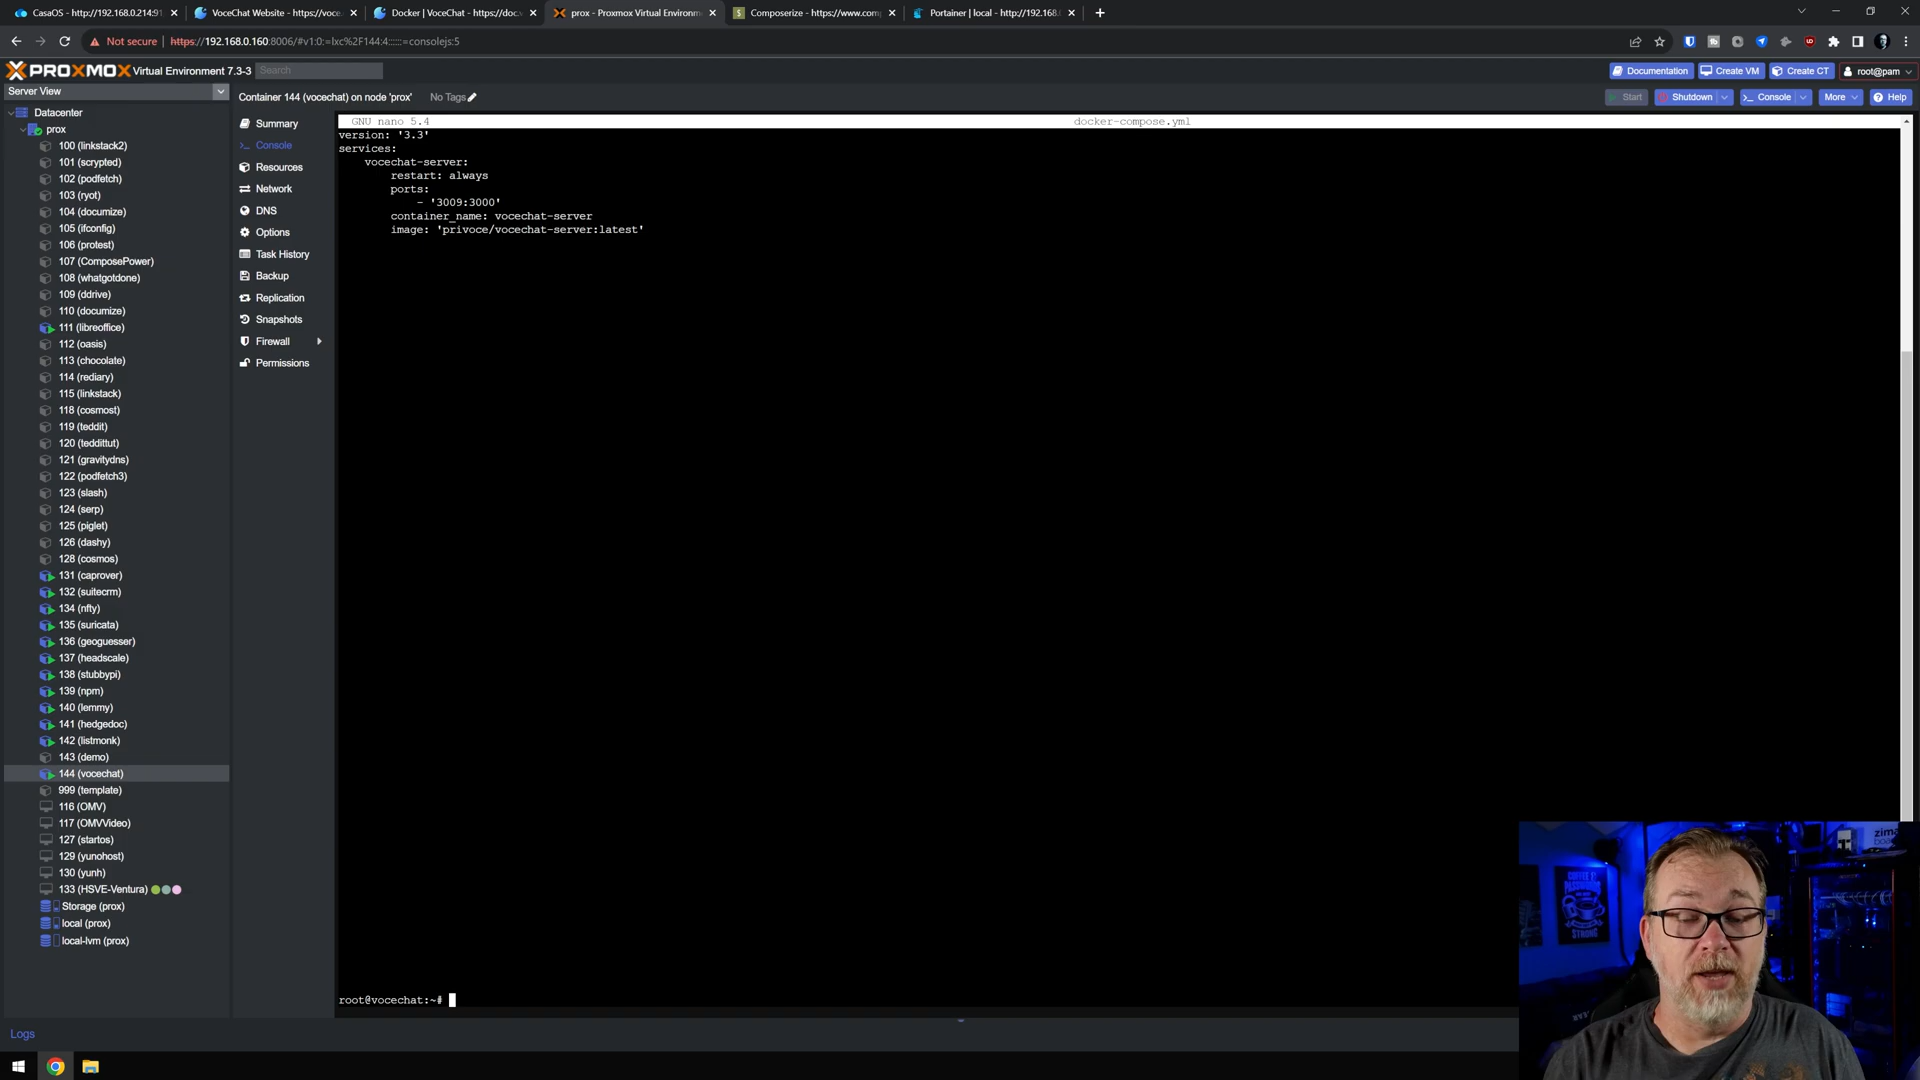 CasaOS - http://192.168.0.214:91
VoceChat Website - https://voce.
Docker | VoceChat - https://doc.v
prox - Proxmox Virtual Environm
Composerize - https://www.comp
Portainer | local - http://192.168.
Not secure
https://192.168.0.160:8006/#v1:0:=lxc%2F144:4::::::=consolejs:5
PROXMOX Virtual Environment 7.3-3
Search
Documentation
Create VM
Create CT
root@pam
Server View
Container 144 (vocechat) on node 'prox'
No Tags
Start
Shutdown
Console
More
Help
Datacenter
prox
100 (linkstack2)
101 (scrypted)
102 (podfetch)
103 (ryot)
104 (documize)
105 (ifconfig)
106 (protest)
107 (ComposePower)
108 (whatgotdone)
109 (ddrive)
110 (documize)
111 (libreoffice)
112 (oasis)
113 (chocolate)
114 (rediary)
115 (linkstack)
118 (cosmost)
119 (teddit)
120 (teddittut)
121 (gravitydns)
122 (podfetch3)
123 (slash)
124 (serp)
125 (piglet)
126 (dashy)
128 (cosmos)
131 (caprover)
132 (suitecrm)
134 (nfty)
135 (suricata)
136 (geoguesser)
137 (headscale)
138 (stubbypi)
139 (npm)
140 (lemmy)
141 (hedgedoc)
142 (listmonk)
143 (demo)
144 (vocechat)
999 (template)
116 (OMV)
117 (OMVVideo)
127 (startos)
129 (yunohost)
130 (yunh)
133 (HSVE-Ventura)
Storage (prox)
local (prox)
local-lvm (prox)
Summary
Console
Resources
Network
DNS
Options
Task History
Backup
Replication
Snapshots
Firewall
Permissions
GNU nano 5.4
docker-compose.yml
version: '3.3'
services:
vocechat-server:
restart: always
ports:
- '3009:3000'
container_name: vocechat-server
image: 'privoce/vocechat-server:latest'
root@vocechat:~#
Logs
zima
COFFEE
PASSWORDS
STRONG